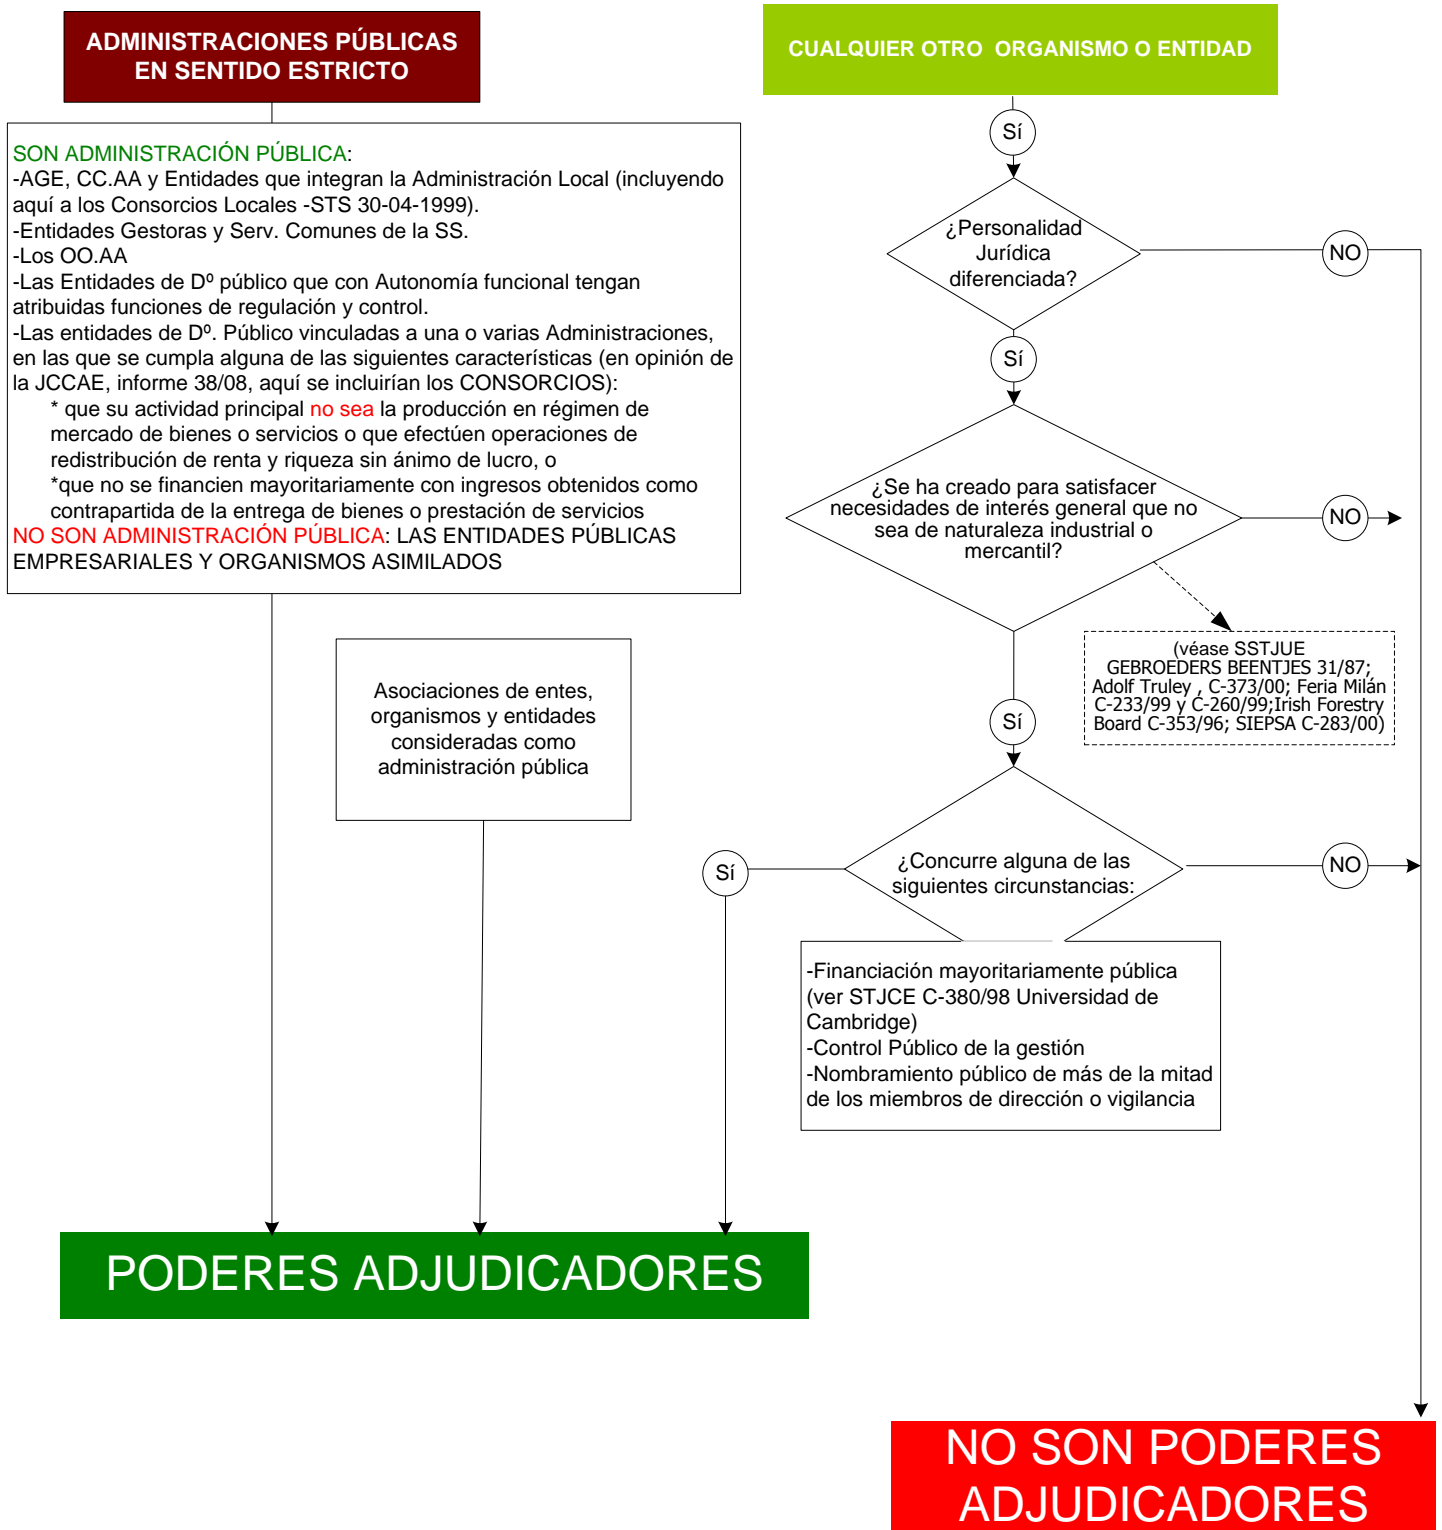 ADMINISTRACIONES PÚBLICAS
EN SENTIDO ESTRICTO
SON ADMINISTRACIÓN PÚBLICA:
-AGE, CC.AA y Entidades que integran la Administración Local (incluyendo
aquí a los Consorcios Locales -STS 30-04-1999).
-Entidades Gestoras y Serv. Comunes de la SS.
-Los OO.AA
-Las Entidades de Dº público que con Autonomía funcional tengan
atribuidas funciones de regulación y control.
-Las entidades de Dº. Público vinculadas a una o varias Administraciones,
en las que se cumpla alguna de las siguientes características (en opinión de
la JCCAE, informe 38/08, aquí se incluirían los CONSORCIOS):
* que su actividad principal no sea la producción en régimen de
mercado de bienes o servicios o que efectúen operaciones de
redistribución de renta y riqueza sin ánimo de lucro, o
*que no se financien mayoritariamente con ingresos obtenidos como
contrapartida de la entrega de bienes o prestación de servicios
NO SON ADMINISTRACIÓN PÚBLICA: LAS ENTIDADES PÚBLICAS
EMPRESARIALES Y ORGANISMOS ASIMILADOS
Asociaciones de entes,
organismos y entidades
consideradas como
administración pública
CUALQUIER OTRO ORGANISMO O ENTIDAD
Sí
¿Personalidad
Jurídica
diferenciada?
NO
Sí
¿Se ha creado para satisfacer
necesidades de interés general que no
sea de naturaleza industrial o
mercantil?
NO
(véase SSTJUE
GEBROEDERS BEENTJES 31/87;
Adolf Truley , C-373/00; Feria Milán
C-233/99 y C-260/99;Irish Forestry
Board C-353/96; SIEPSA C-283/00)
Sí
¿Concurre alguna de las
siguientes circunstancias:
Sí
NO
-Financiación mayoritariamente pública
(ver STJCE C-380/98 Universidad de
Cambridge)
-Control Público de la gestión
-Nombramiento público de más de la mitad
de los miembros de dirección o vigilancia
PODERES ADJUDICADORES
NO SON PODERES
ADJUDICADORES